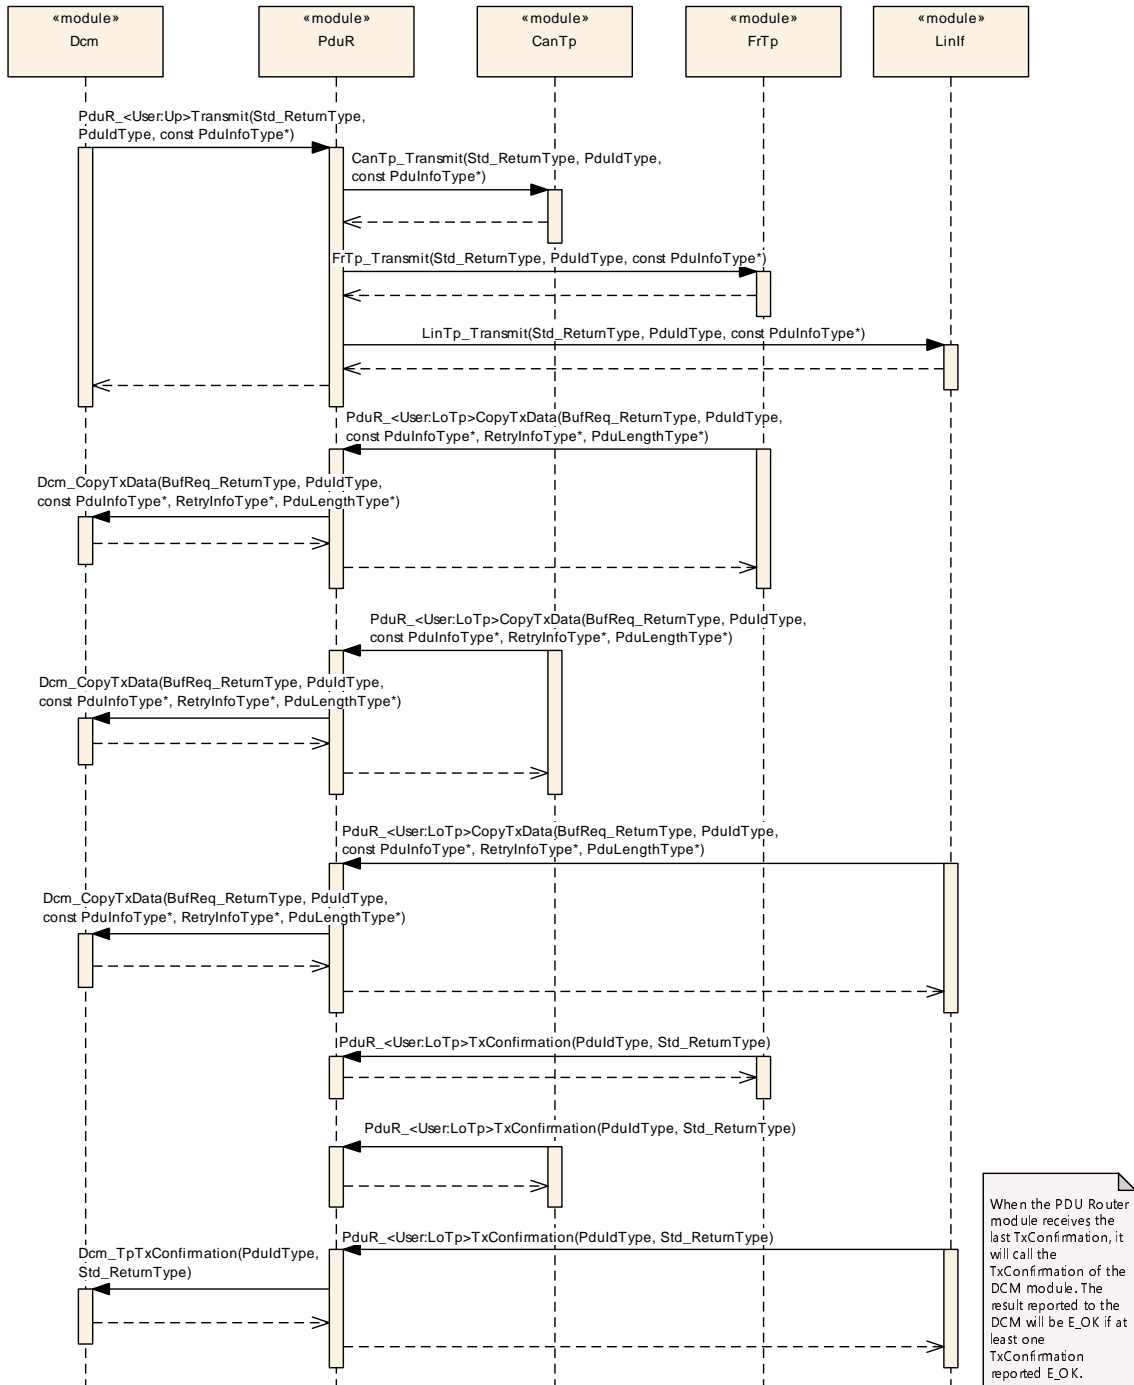 «module»
Dcm
«module»
PduR
«module»
CanTp
«module»
FrTp
«module»
LinIf
PduR_<User:Up>Transmit(Std_ReturnType,
PduIdType, const PduInfoType*)
CanTp_Transmit(Std_ReturnType, PduIdType,
const PduInfoType*)
FrTp_Transmit(Std_ReturnType, PduIdType, const PduInfoType*)
LinTp_Transmit(Std_ReturnType, PduIdType, const PduInfoType*)
PduR_<User:LoTp>CopyTxData(BufReq_ReturnType, PduIdType,
const PduInfoType*, RetryInfoType*, PduLengthType*)
Dcm_CopyTxData(BufReq_ReturnType, PduIdType,
const PduInfoType*, RetryInfoType*, PduLengthType*)
PduR_<User:LoTp>CopyTxData(BufReq_ReturnType, PduIdType,
const PduInfoType*, RetryInfoType*, PduLengthType*)
Dcm_CopyTxData(BufReq_ReturnType, PduIdType,
const PduInfoType*, RetryInfoType*, PduLengthType*)
PduR_<User:LoTp>CopyTxData(BufReq_ReturnType, PduIdType,
const PduInfoType*, RetryInfoType*, PduLengthType*)
Dcm_CopyTxData(BufReq_ReturnType, PduIdType,
const PduInfoType*, RetryInfoType*, PduLengthType*)
PduR_<User:LoTp>TxConfirmation(PduIdType, Std_ReturnType)
PduR_<User:LoTp>TxConfirmation(PduIdType, Std_ReturnType)
PduR_<User:LoTp>TxConfirmation(PduIdType, Std_ReturnType)
Dcm_TpTxConfirmation(PduIdType,
Std_ReturnType)
When the PDU Router
module receives the
last TxConfirmation, it
will call the
TxConfirmation of the
DCM module. The
result reported to the
DCM will be E_OK if at
least one
TxConfirmation
reported E_OK.